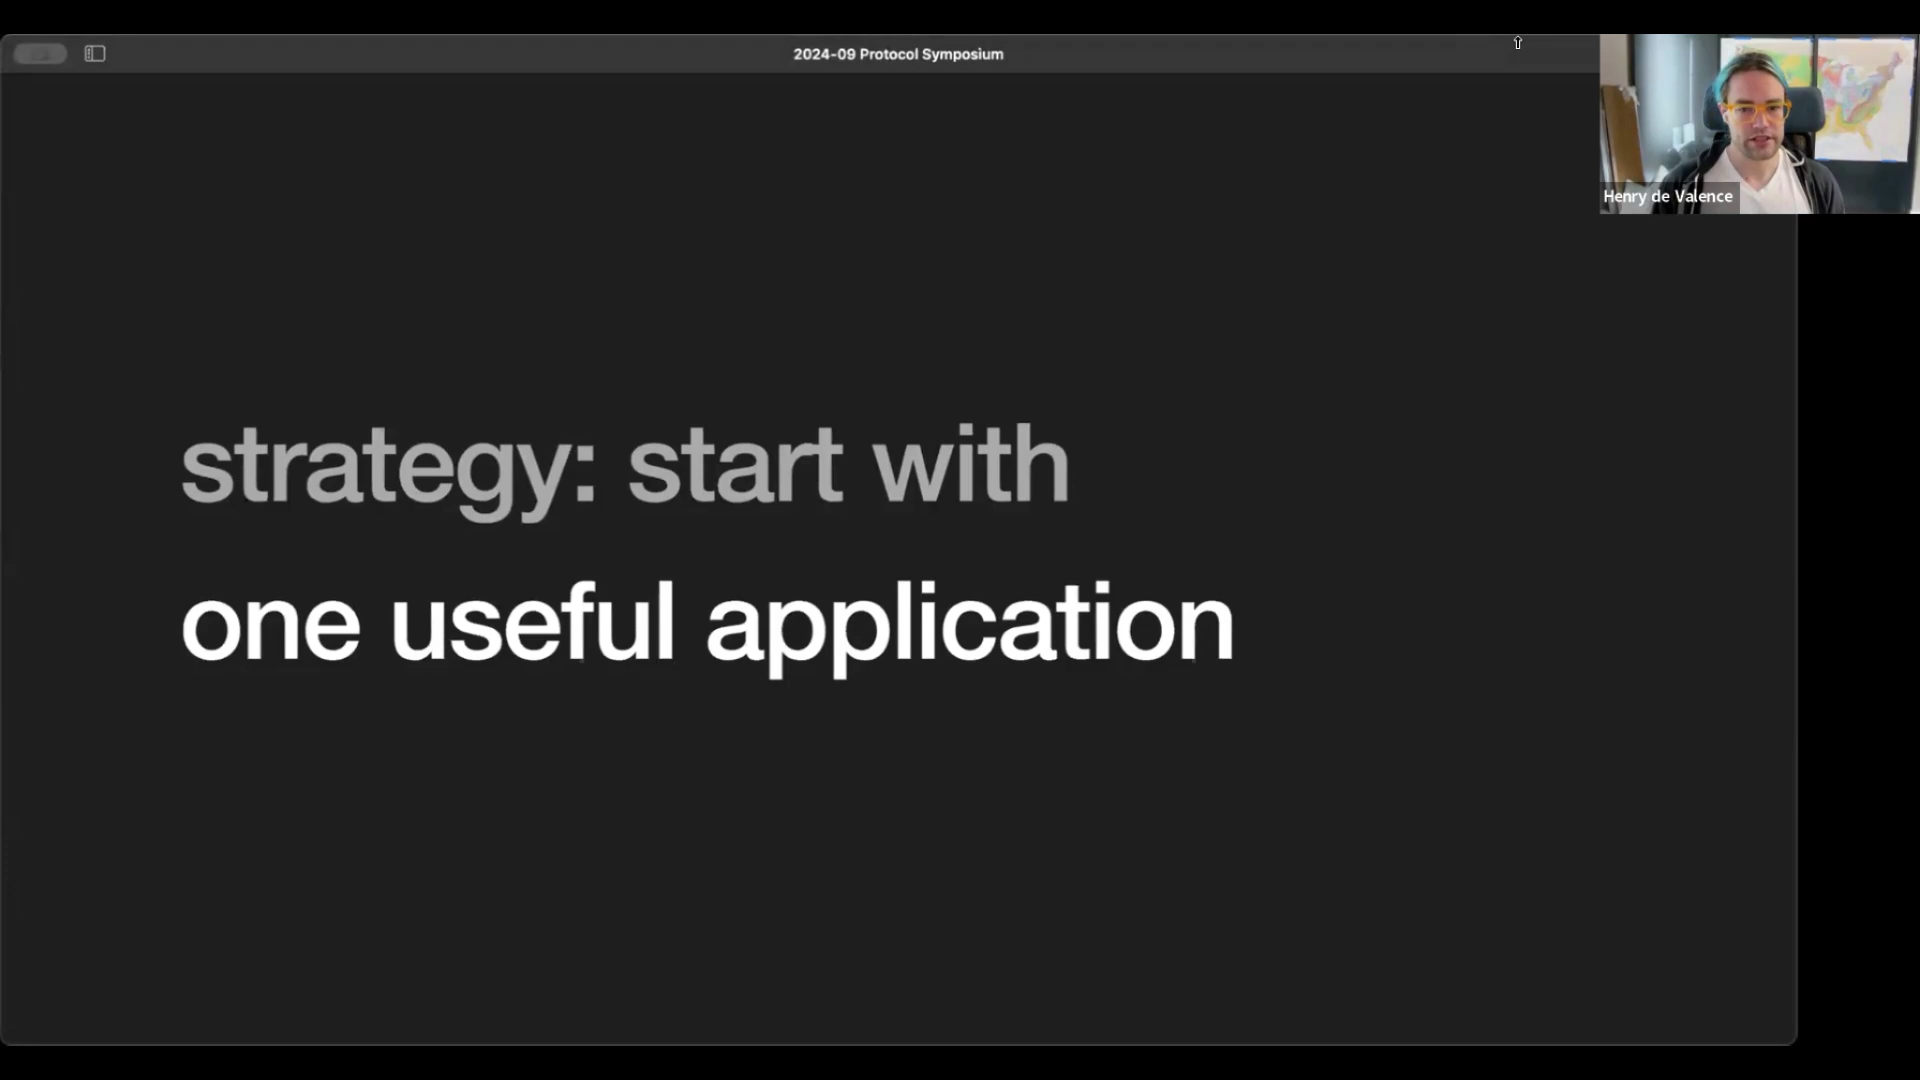 2024-09 Protocol Symposium
Henry de Valence
strategy: start with
one useful application